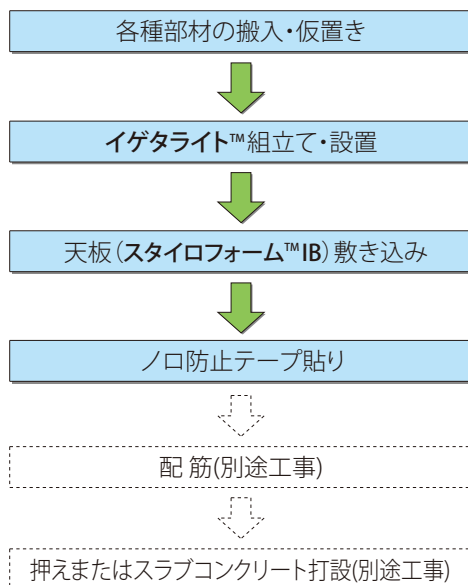 各種部材の搬入・仮置き
イゲタライト™組立て・設置
天板(スタイロフォーム™IB)敷き込み
ノロ防止テープ貼り
配 筋(別途工事)
押えまたはスラブコンクリート打設(別途工事)